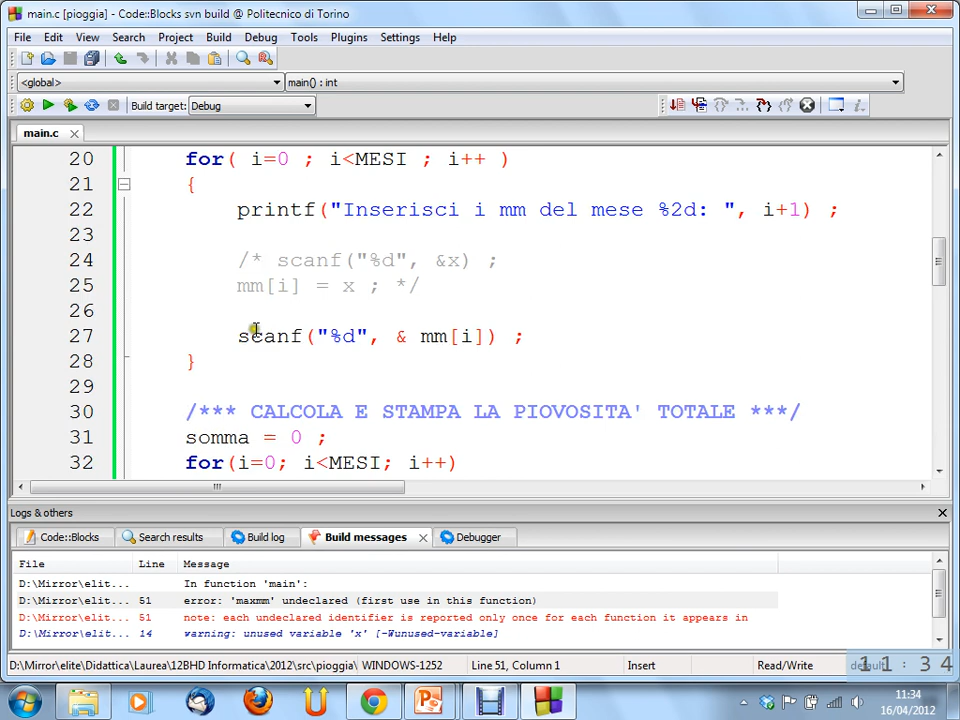 main.c [pioggia] - Code::Blocks svn build @ Politecnico di Torino
File Edit View Search Project Build Debug Tools Plugins Settings Help
<global> main() : int
Build target: Debug
main.c
20 for( i=0 ; i<MESI ; i++ )
21 {
22 printf("Inserisci i mm del mese %2d: ", i+1) ;
23
24 /* scanf("%d", &x) ;
25 mm[i] = x ; */
26
27 scanf("%d", & mm[i]) ;
28 }
29
30 /*** CALCOLA E STAMPA LA PIOVOSITA' TOTALE ***/
31 somma = 0 ;
32 for(i=0; i<MESI; i++)
Logs & others
Code::Blocks Search results Build log Build messages Debugger
File Line Message
D:\Mirror\elit... In function 'main':
D:\Mirror\elit... 51 error: 'maxmm' undeclared (first use in this function)
D:\Mirror\elit... 51 note: each undeclared identifier is reported only once for each function it appears in
D:\Mirror\elit... 14 warning: unused variable 'x' [-Wunused-variable]
D:\Mirror\elite\Didattica\Laurea\12BHD Informatica\2012\src\pioggia\ WINDOWS-1252 Line 51, Column 1 Insert Read/Write default
11:34
11:34
16/04/2012